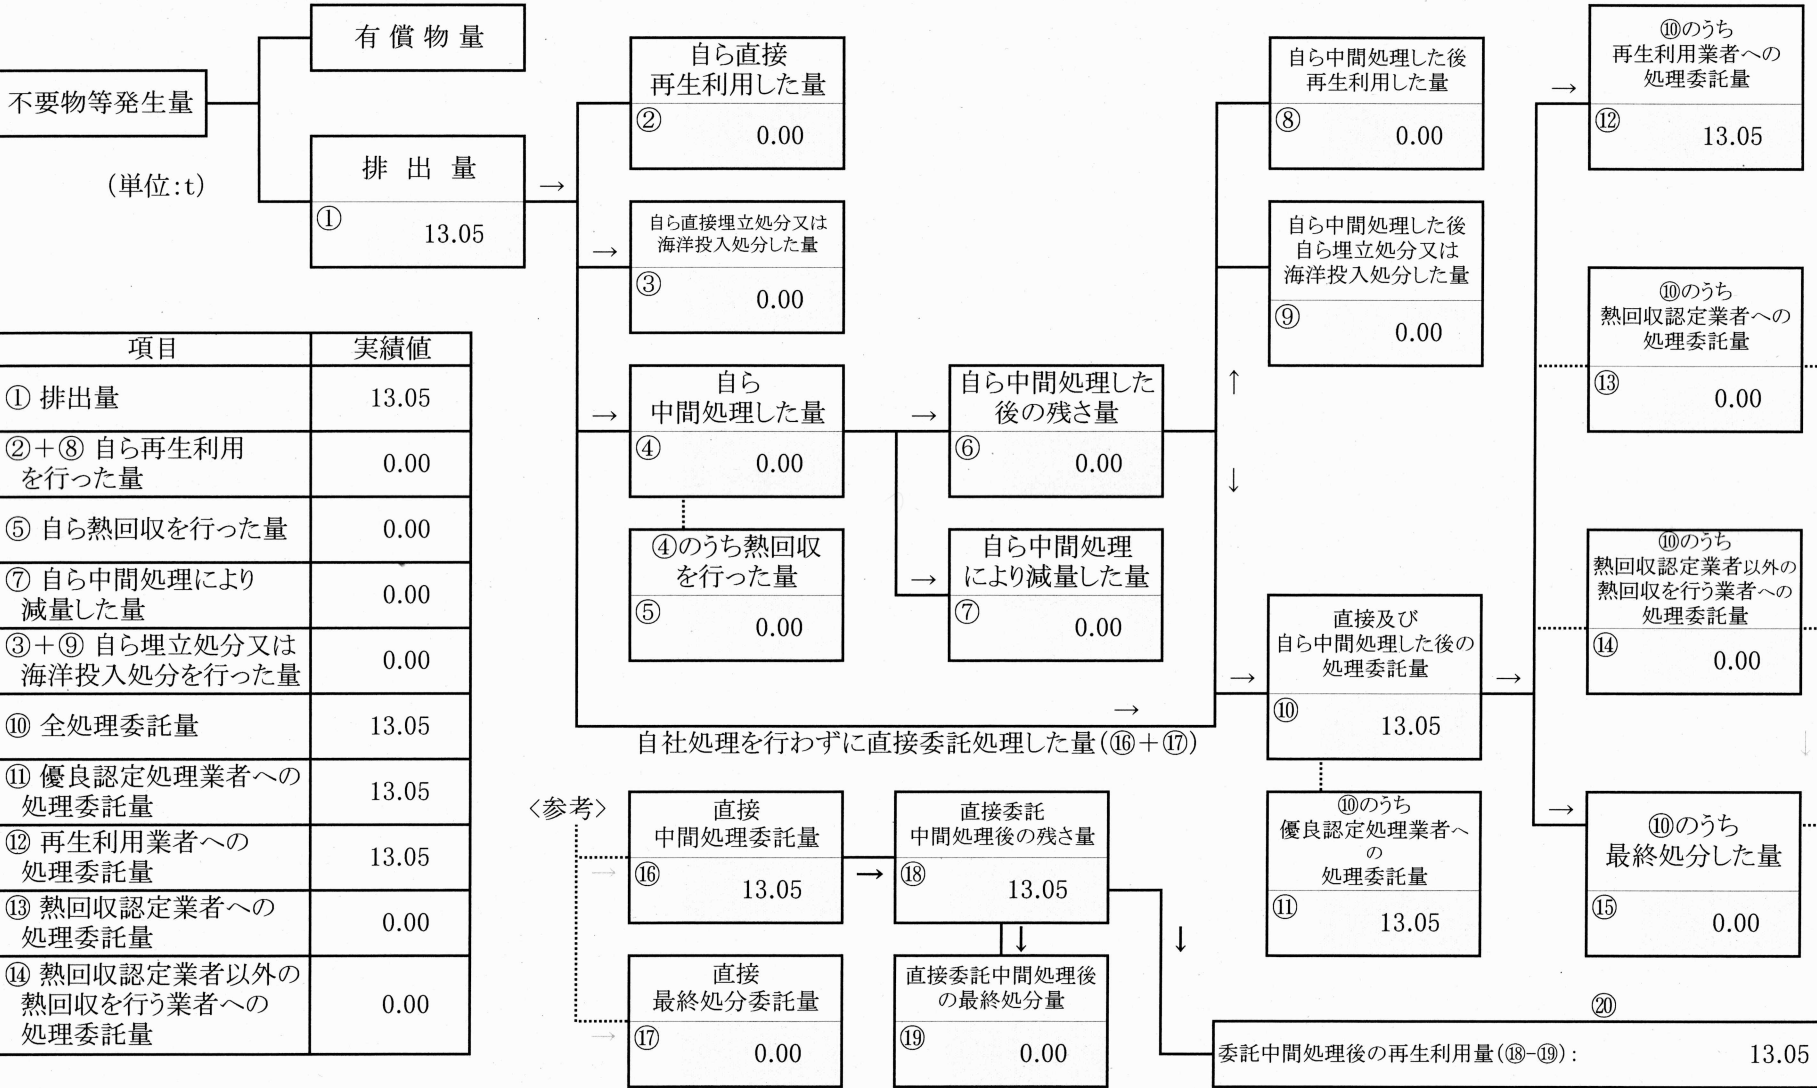 不要物等発生量
(単位:t)
有償物量
排出量
①
13.05
自ら直接
再生利用した量
②
0.00
自ら直接埋立処分又は
海洋投入処分した量
③
0.00
自ら
中間処理した量
④
0.00
④のうち熱回収
を行った量
⑤
0.00
自ら中間処理した
後の残さ量
⑥
0.00
自ら中間処理
により減量した量
⑦
0.00
自ら中間処理した後
再生利用した量
⑧
0.00
自ら中間処理した後
自ら埋立処分又は
海洋投入処分した量
⑨
0.00
直接及び
自ら中間処理した後の
処理委託量
⑩
13.05
⑩のうち
優良認定処理業者へ
の
処理委託量
⑪
13.05
⑩のうち
再生利用業者への
処理委託量
⑫
13.05
⑩のうち
熱回収認定業者への
処理委託量
⑬
0.00
⑩のうち
熱回収認定業者以外の
熱回収を行う業者への
処理委託量
⑭
0.00
⑩のうち
最終処分した量
⑮
0.00
自社処理を行わずに直接委託処理した量(⑯+⑰)
<参考>
直接
中間処理委託量
⑯
13.05
直接
最終処分委託量
⑰
0.00
直接委託
中間処理後の残さ量
⑱
13.05
直接委託中間処理後
の最終処分量
⑲
0.00
⑳
委託中間処理後の再生利用量(⑱-⑲): 13.05
項目 実績値
① 排出量 13.05
②+⑧ 自ら再生利用
を行った量 0.00
⑤ 自ら熱回収を行った量 0.00
⑦ 自ら中間処理により
減量した量 0.00
③+⑨ 自ら埋立処分又は
海洋投入処分を行った量 0.00
⑩ 全処理委託量 13.05
⑪ 優良認定処理業者への
処理委託量 13.05
⑫ 再生利用業者への
処理委託量 13.05
⑬ 熱回収認定業者への
処理委託量 0.00
⑭ 熱回収認定業者以外の
熱回収を行う業者への
処理委託量 0.00